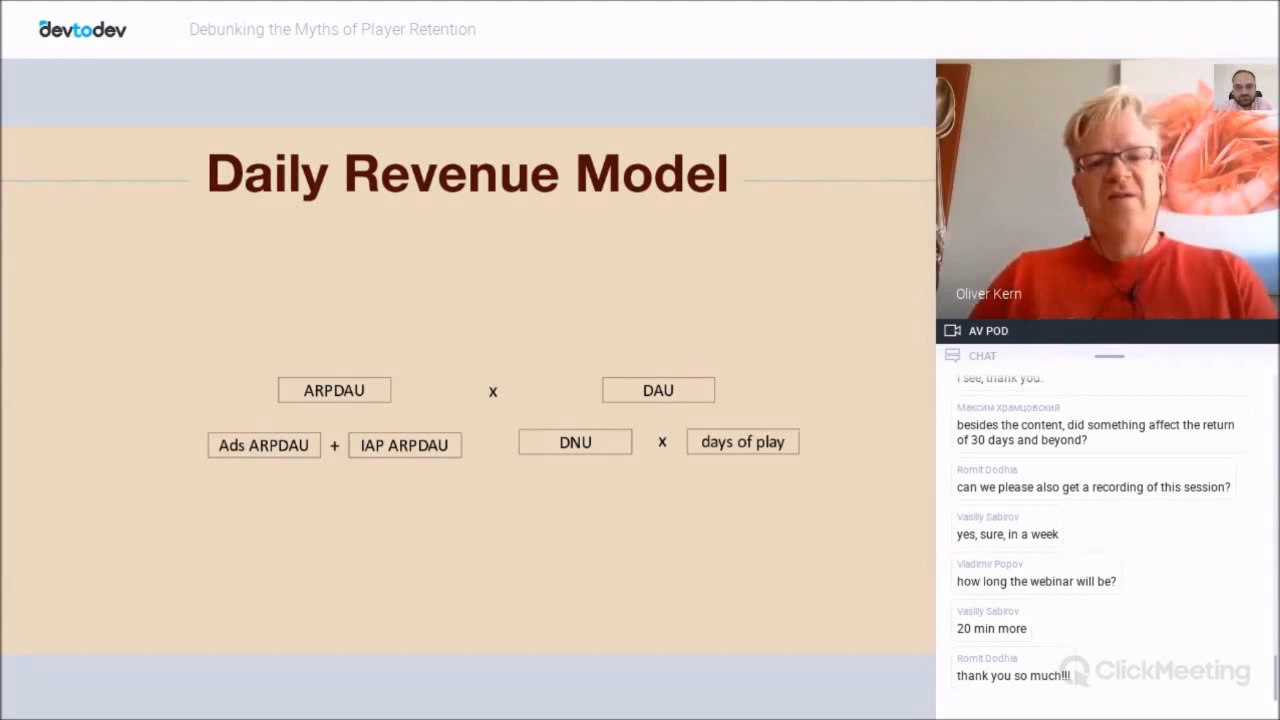 devtodev
Debunking the Myths of Player Retention
Daily Revenue Model
ARPDAU x DAU
Ads ARPDAU + IAP ARPDAU DNU x days of play
Oliver Kern
AV POD
CHAT
I see, thank you.
Максим Храмцовский
besides the content, did something affect the return
of 30 days and beyond?
Romit Dodhia
can we please also get a recording of this session?
Vasiliy Sabirov
yes, sure, in a week
Vladimir Popov
how long the webinar will be?
Vasiliy Sabirov
20 min more
Romit Dodhia
thank you so much!!!
ClickMeeting